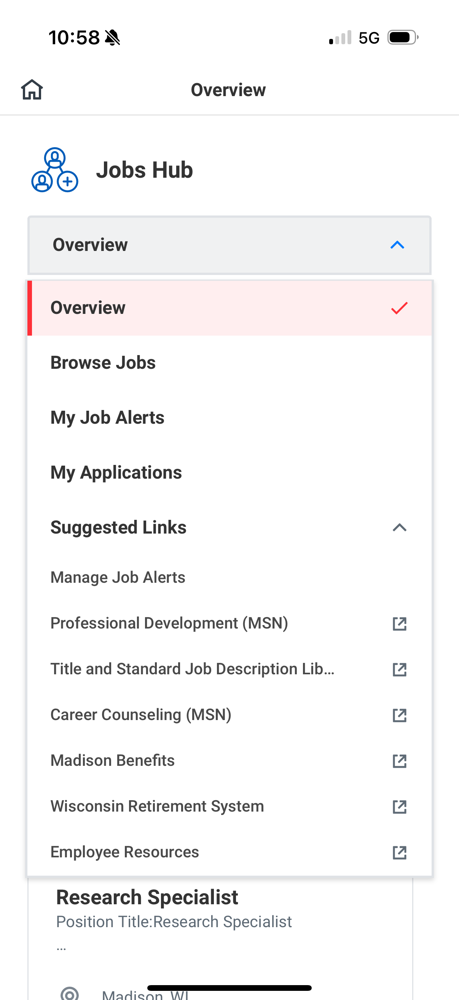 10:58
5G
Overview
Jobs Hub
Overview
Overview
Browse Jobs
My Job Alerts
My Applications
Suggested Links
Manage Job Alerts
Professional Development (MSN)
Title and Standard Job Description Lib...
Career Counseling (MSN)
Madison Benefits
Wisconsin Retirement System
Employee Resources
Research Specialist
Position Title:Research Specialist
...
Madison, WI